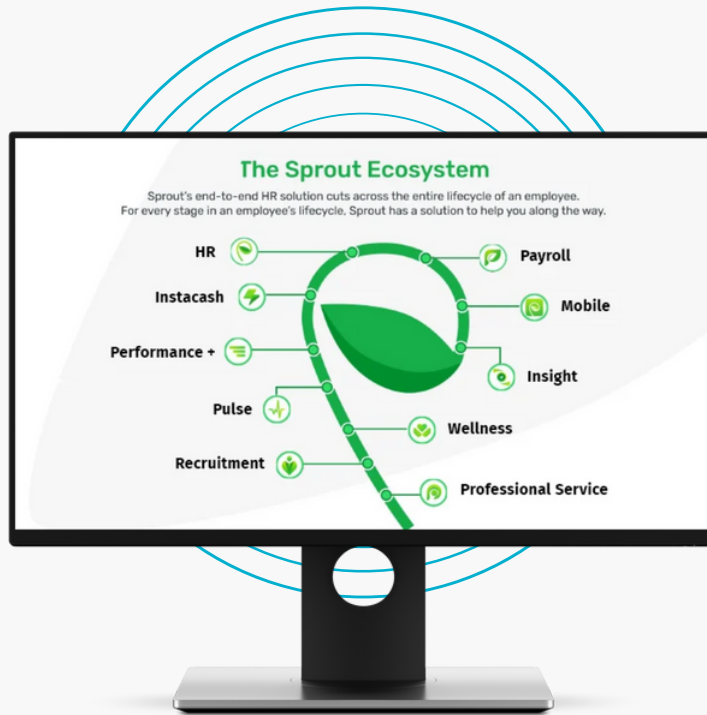 The Sprout Ecosystem
Sprout's end-to-end HR solution cuts across the entire lifecycle of an employee.
For every stage in an employee's lifecycle, Sprout has a solution to help you along the way.
HR
Payroll
Instacash
Mobile
Performance +
Insight
Pulse
Wellness
Recruitment
Professional Service